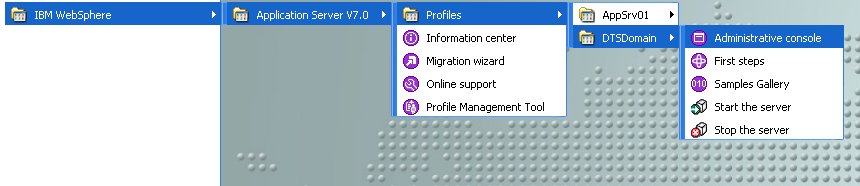 IBM WebSphere
Application Server V7.0
Profiles
AppSrv01
Information center
DTSDomain
Administrative console
Migration wizard
First steps
Online support
Samples Gallery
Profile Management Tool
Start the server
Stop the server